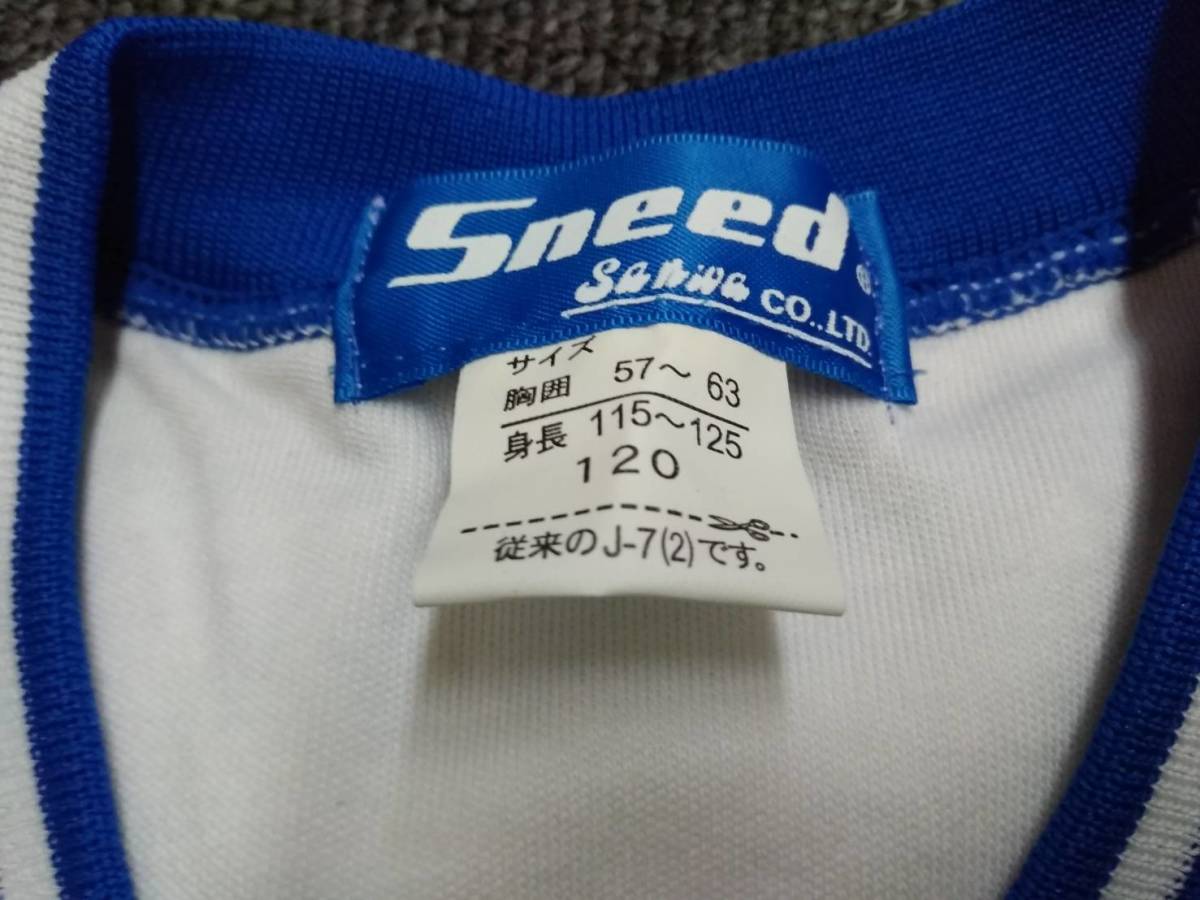 Sneed®
Sanwa CO.,LTD.
サイズ
胸囲 57～63
身長 115～125
120
従来のJ-7(2)です。